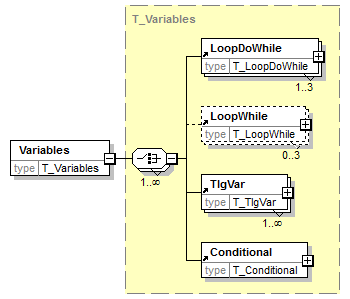 T_Variables
LoopDoWhile
type T_LoopDoWhile
1..3
LoopWhile
type T_LoopWhile
0..3
Variables
type T_Variables
1..∞
TlgVar
type T_TlgVar
1..∞
Conditional
type T_Conditional